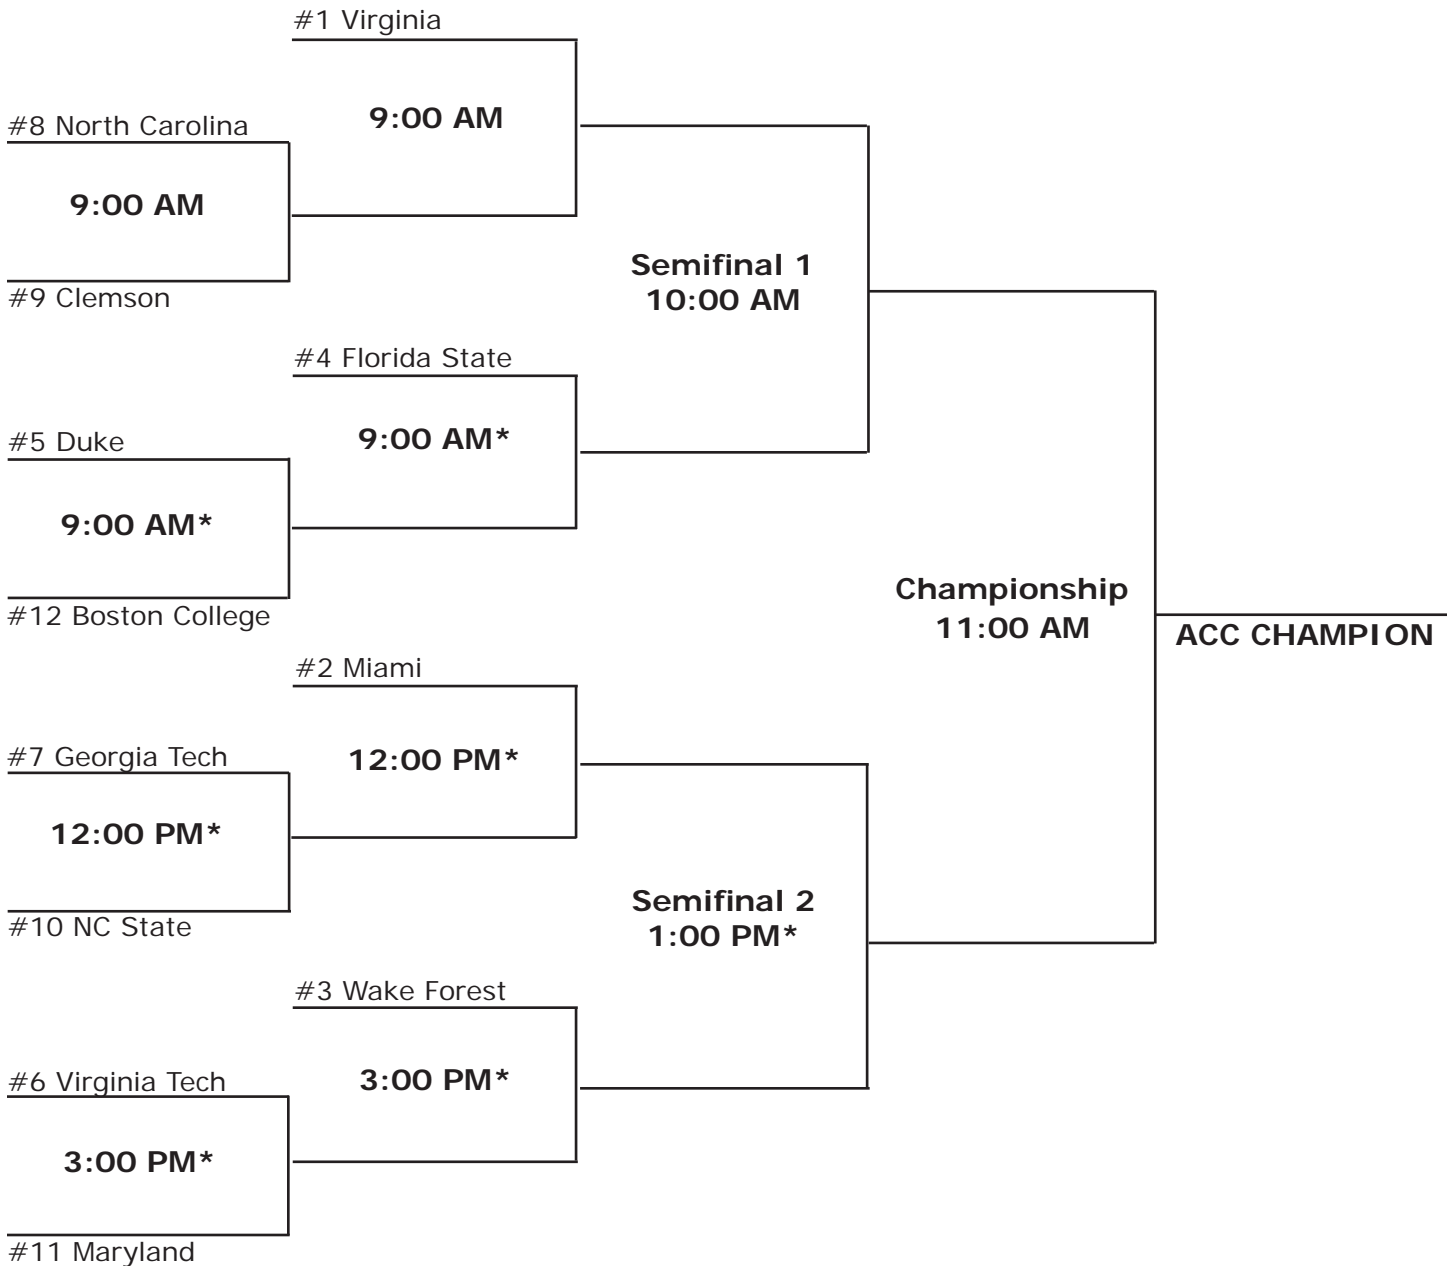 #1 Virginia
9:00 AM
#8 North Carolina
9:00 AM
#9 Clemson
Semifinal 1
10:00 AM
#4 Florida State
9:00 AM*
#5 Duke
9:00 AM*
#12 Boston College
Championship
11:00 AM
ACC CHAMPION
#2 Miami
12:00 PM*
#7 Georgia Tech
12:00 PM*
#10 NC State
Semifinal 2
1:00 PM*
#3 Wake Forest
3:00 PM*
#6 Virginia Tech
3:00 PM*
#11 Maryland